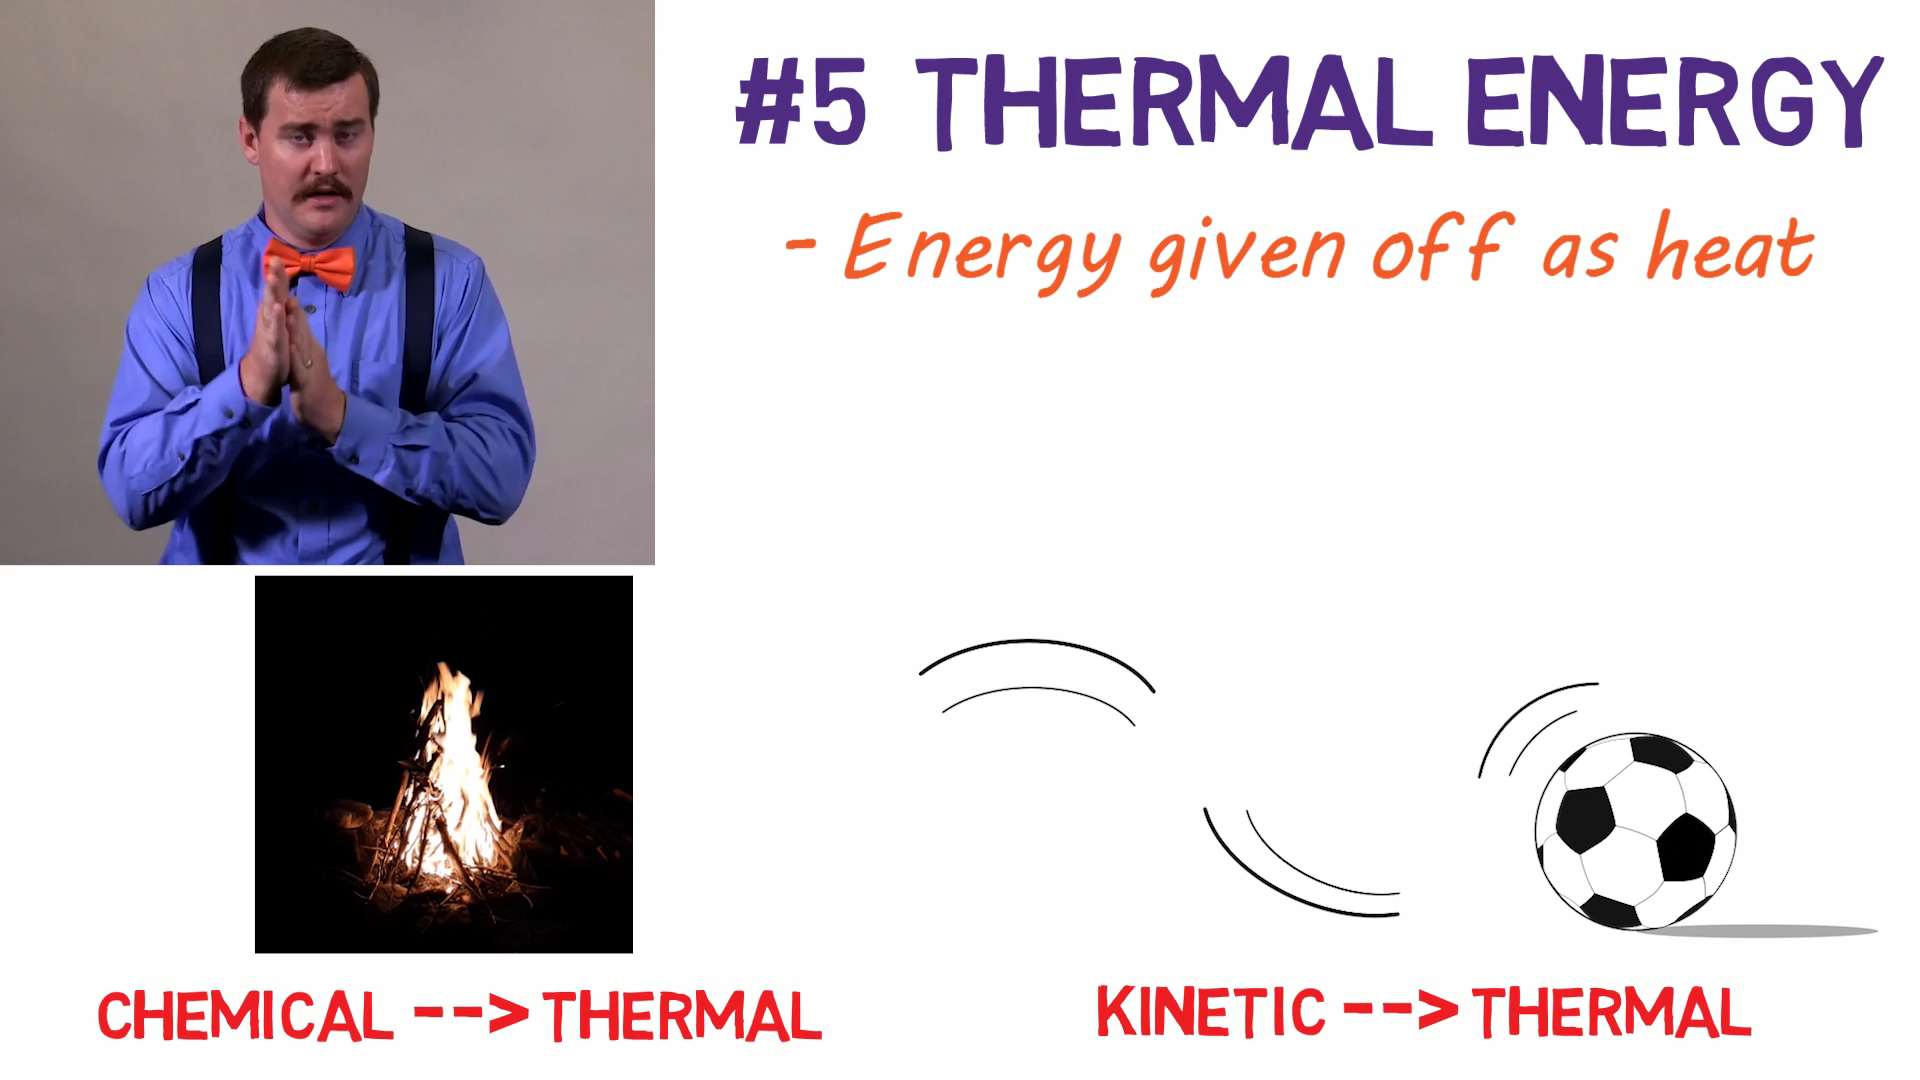 #5 THERMAL ENERGY
- Energy given off as heat
CHEMICAL --> THERMAL
KINETIC --> THERMAL